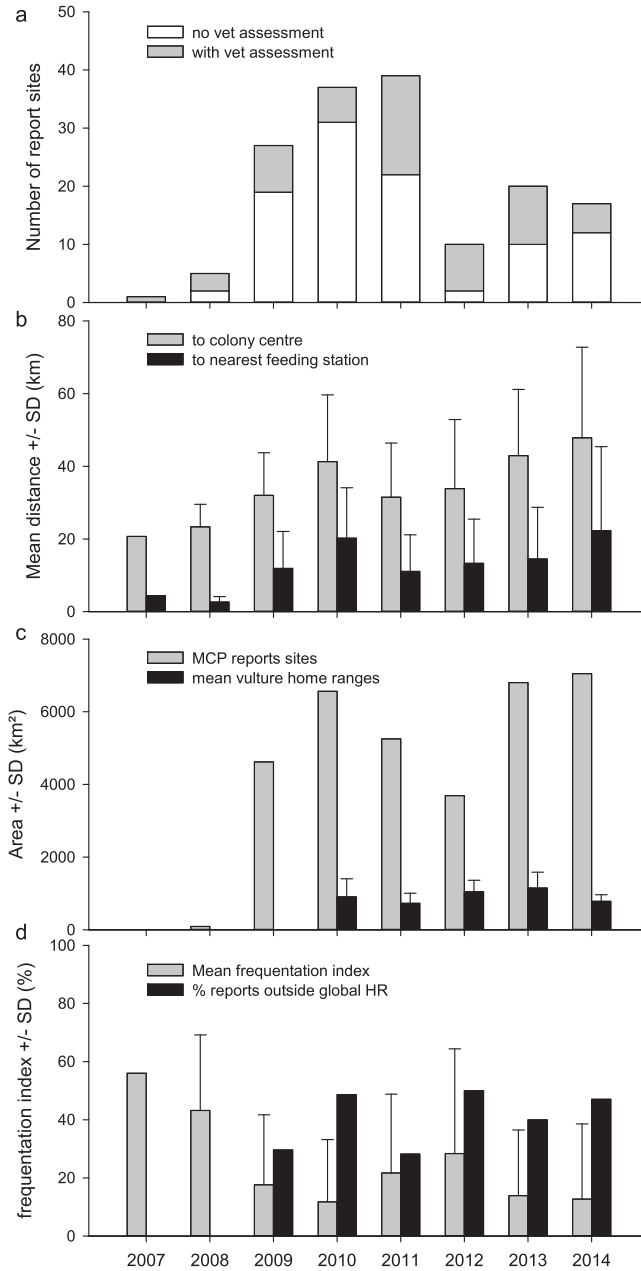 a
50
no vet assessment
with vet assessment
40
30
20
10
0
Number of report sites
b
80
to colony centre
to nearest feeding station
60
40
20
0
Mean distance +/- SD (km)
c
8000
MCP reports sites
mean vulture home ranges
6000
4000
2000
0
Area +/- SD (km²)
d
100
Mean frequentation index
% reports outside global HR
80
60
40
20
0
frequentation index +/- SD (%)
2007 2008 2009 2010 2011 2012 2013 2014